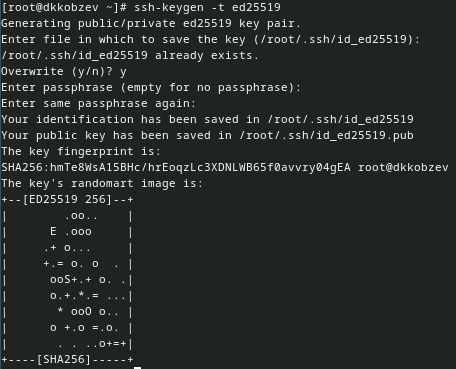 [root@dkkobzev ~]# ssh-keygen -t ed25519
Generating public/private ed25519 key pair.
Enter file in which to save the key (/root/.ssh/id_ed25519):
/root/.ssh/id_ed25519 already exists.
Overwrite (y/n)? y
Enter passphrase (empty for no passphrase):
Enter same passphrase again:
Your identification has been saved in /root/.ssh/id_ed25519
Your public key has been saved in /root/.ssh/id_ed25519.pub
The key fingerprint is:
SHA256:hmTe8WsA15BHc/hrEoqzLc3XDNLWB65f0avvry04gEA root@dkkobzev
The key's randomart image is:
+--[ED25519 256]--+
|        .oo..    |
|      E .ooo     |
|     .+ o...     |
|     +.= o. o  . |
|      ooS+.+ o. .|
|      o.+.*.= ...|
|       * ooO o.. |
|      o +.o =.o. |
|       . . ..o+=+|
+----[SHA256]-----+